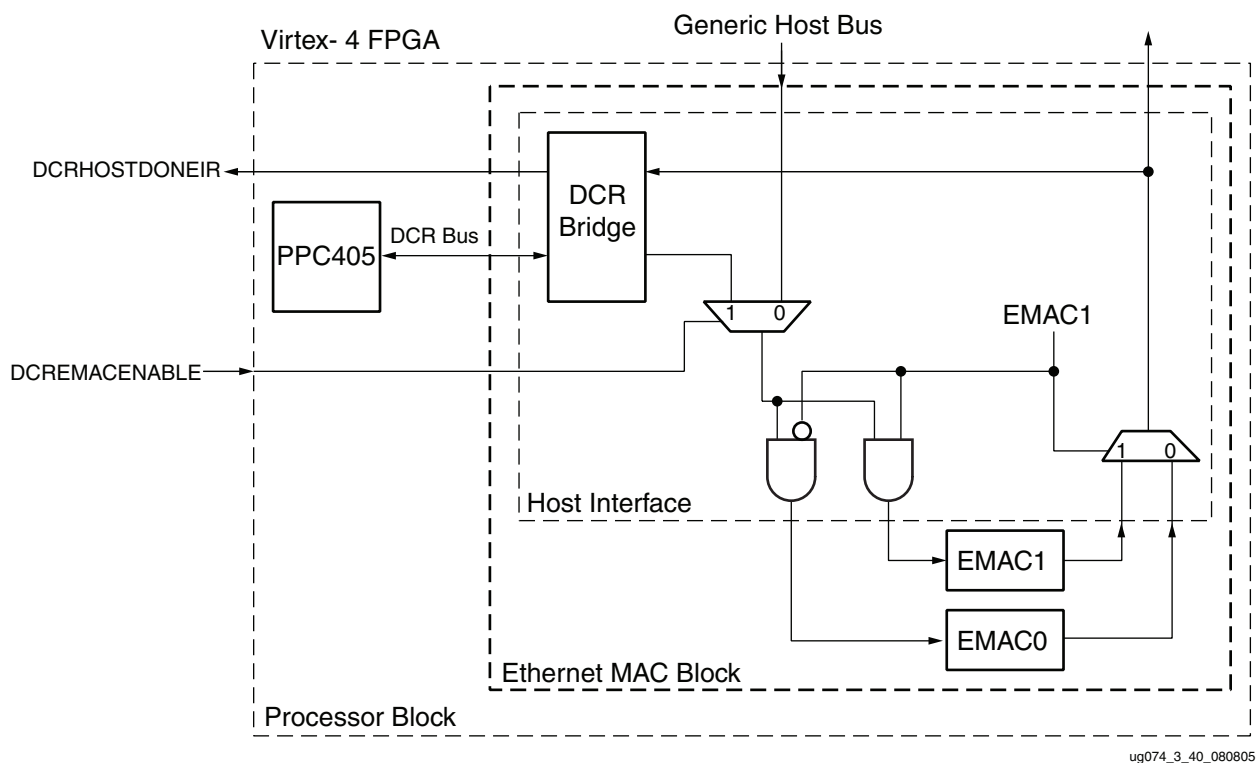 Generic Host Bus
Virtex- 4 FPGA
DCRHOSTDONEIR
DCR
Bridge
PPC405
DCR Bus
1 0
EMAC1
DCREMACENABLE
1 0
Host Interface
EMAC1
EMAC0
Ethernet MAC Block
Processor Block
ug074_3_40_080805